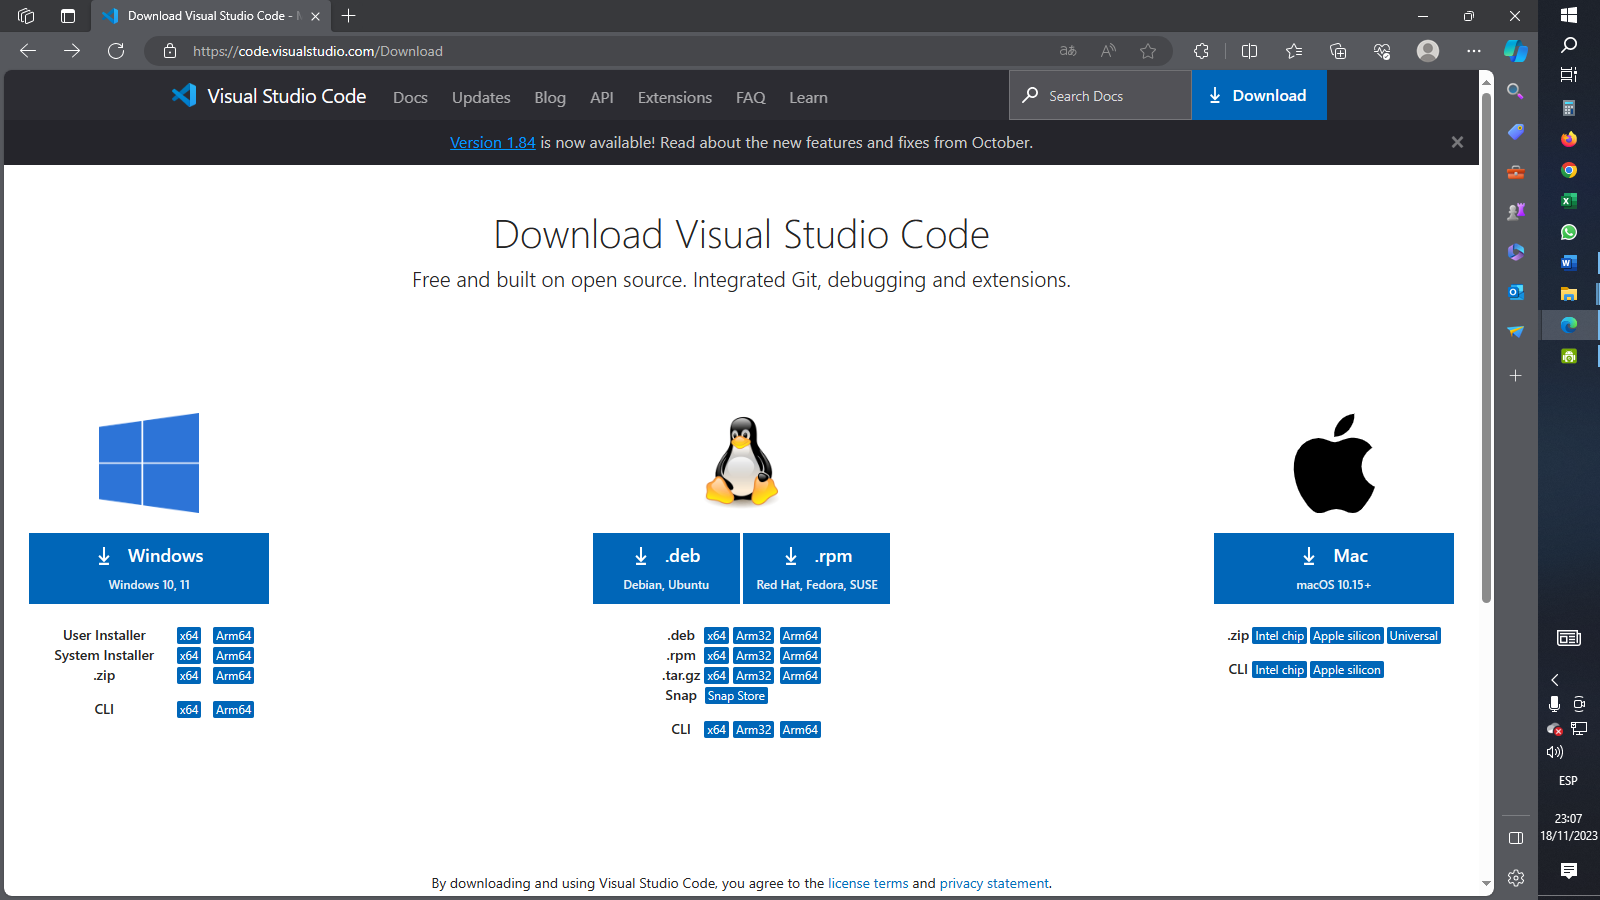 Download Visual Studio Code - M
https://code.visualstudio.com/Download
Visual Studio Code
Docs
Updates
Blog
API
Extensions
FAQ
Learn
Search Docs
Download
Version 1.84 is now available! Read about the new features and fixes from October.
Download Visual Studio Code
Free and built on open source. Integrated Git, debugging and extensions.
Windows
Windows 10, 11
User Installer x64 Arm64
System Installer x64 Arm64
.zip x64 Arm64
CLI x64 Arm64
.deb
Debian, Ubuntu
.rpm
Red Hat, Fedora, SUSE
.deb x64 Arm32 Arm64
.rpm x64 Arm32 Arm64
.tar.gz x64 Arm32 Arm64
Snap Snap Store
CLI x64 Arm32 Arm64
Mac
macOS 10.15+
.zip Intel chip Apple silicon Universal
CLI Intel chip Apple silicon
By downloading and using Visual Studio Code, you agree to the license terms and privacy statement.
ESP
23:07
18/11/2023